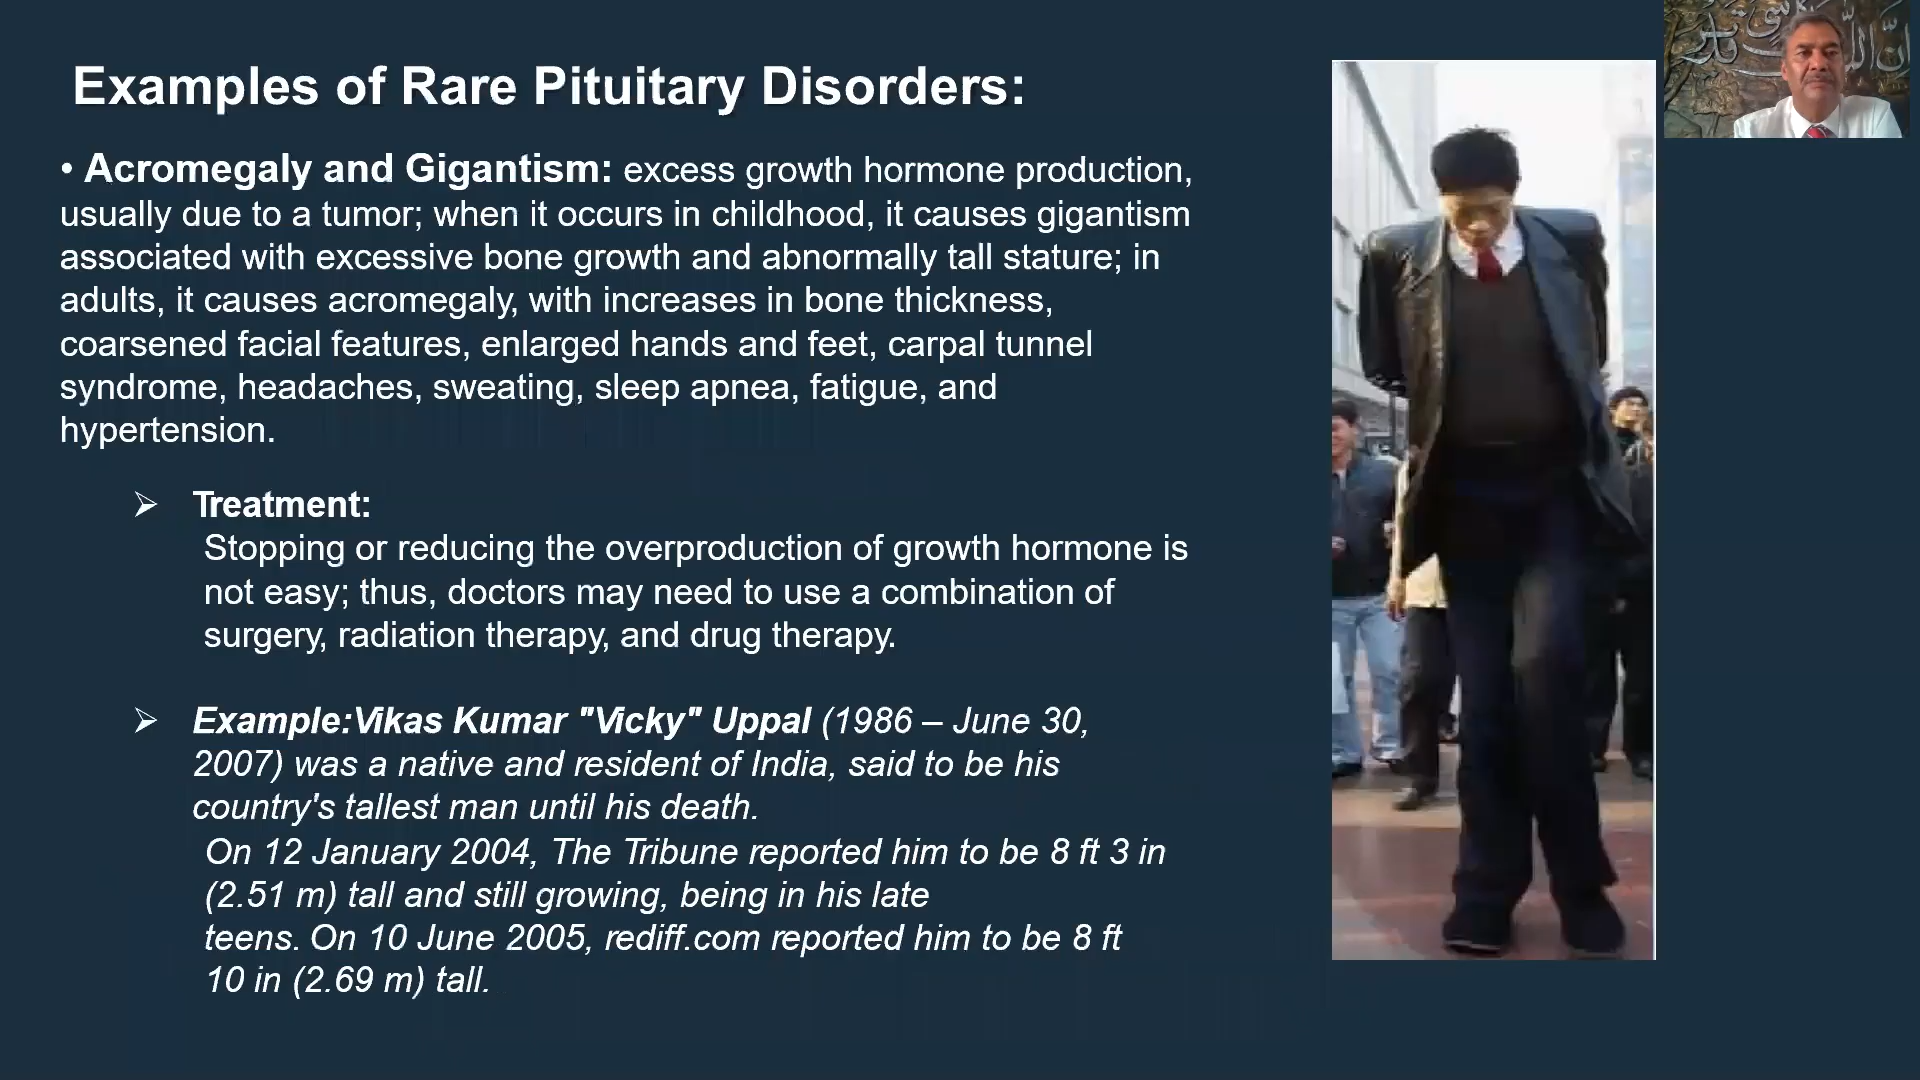 Examples of Rare Pituitary Disorders:
• Acromegaly and Gigantism: excess growth hormone production,
usually due to a tumor; when it occurs in childhood, it causes gigantism
associated with excessive bone growth and abnormally tall stature; in
adults, it causes acromegaly, with increases in bone thickness,
coarsened facial features, enlarged hands and feet, carpal tunnel
syndrome, headaches, sweating, sleep apnea, fatigue, and
hypertension.
➢ Treatment:
Stopping or reducing the overproduction of growth hormone is
not easy; thus, doctors may need to use a combination of
surgery, radiation therapy, and drug therapy.
➢ Example:Vikas Kumar "Vicky" Uppal (1986 – June 30,
2007) was a native and resident of India, said to be his
country's tallest man until his death.
On 12 January 2004, The Tribune reported him to be 8 ft 3 in
(2.51 m) tall and still growing, being in his late
teens. On 10 June 2005, rediff.com reported him to be 8 ft
10 in (2.69 m) tall.